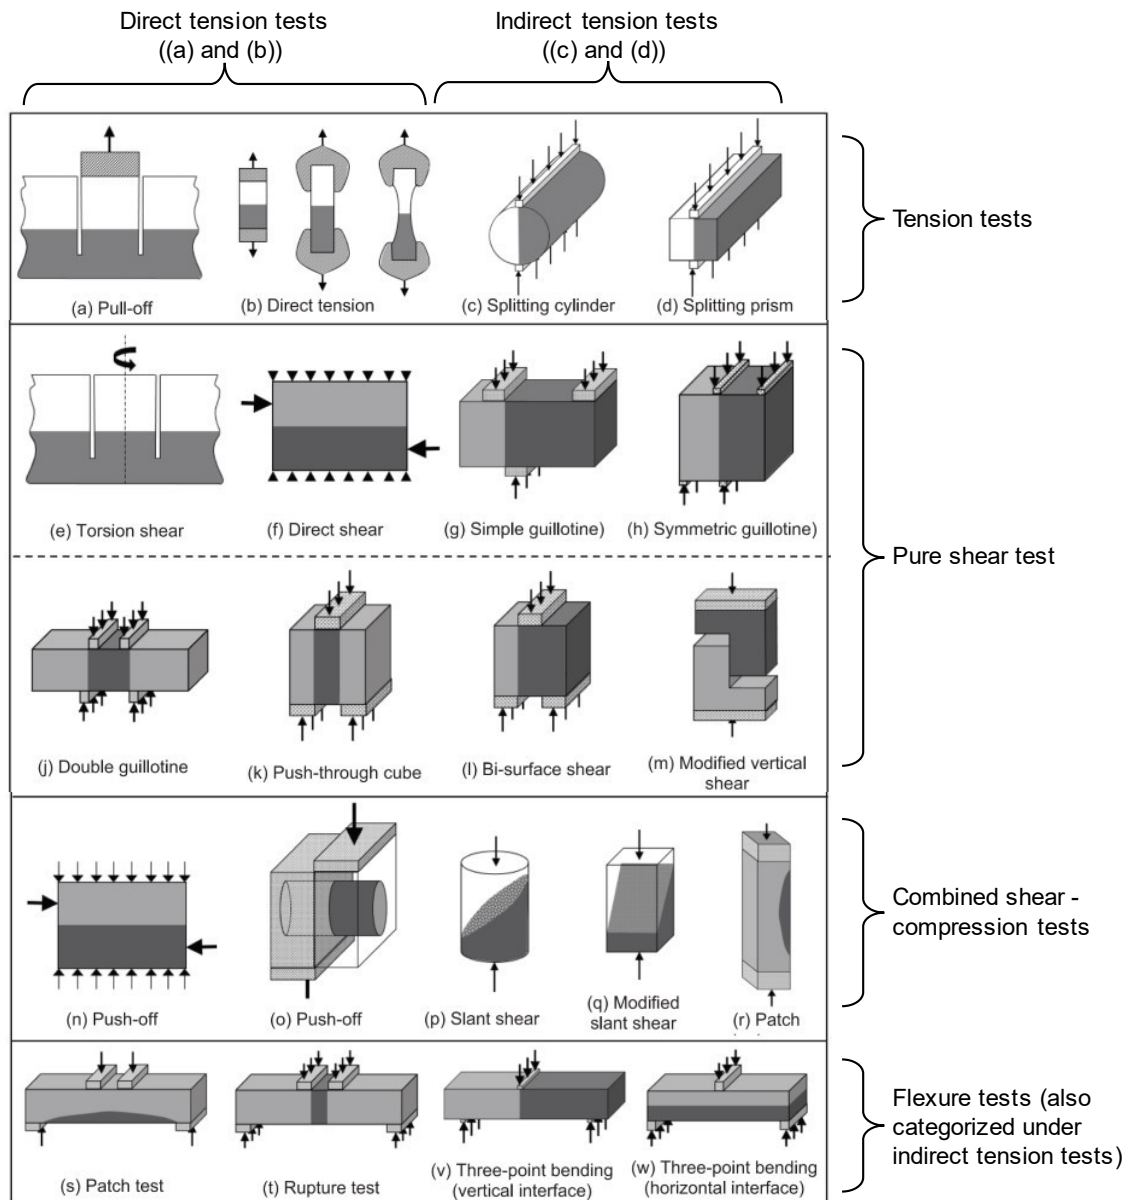 Direct tension tests
((a) and (b))
Indirect tension tests
((c) and (d))
(a) Pull-off
(b) Direct tension
(c) Splitting cylinder
(d) Splitting prism
Tension tests
(e) Torsion shear
(f) Direct shear
(g) Simple guillotine)
(h) Symmetric guillotine)
Pure shear test
(j) Double guillotine
(k) Push-through cube
(l) Bi-surface shear
(m) Modified vertical
shear
(n) Push-off
(o) Push-off
(p) Slant shear
(q) Modified
slant shear
(r) Patch
Combined shear -
compression tests
(s) Patch test
(t) Rupture test
(v) Three-point bending
(vertical interface)
(w) Three-point bending
(horizontal interface)
Flexure tests (also
categorized under
indirect tension tests)